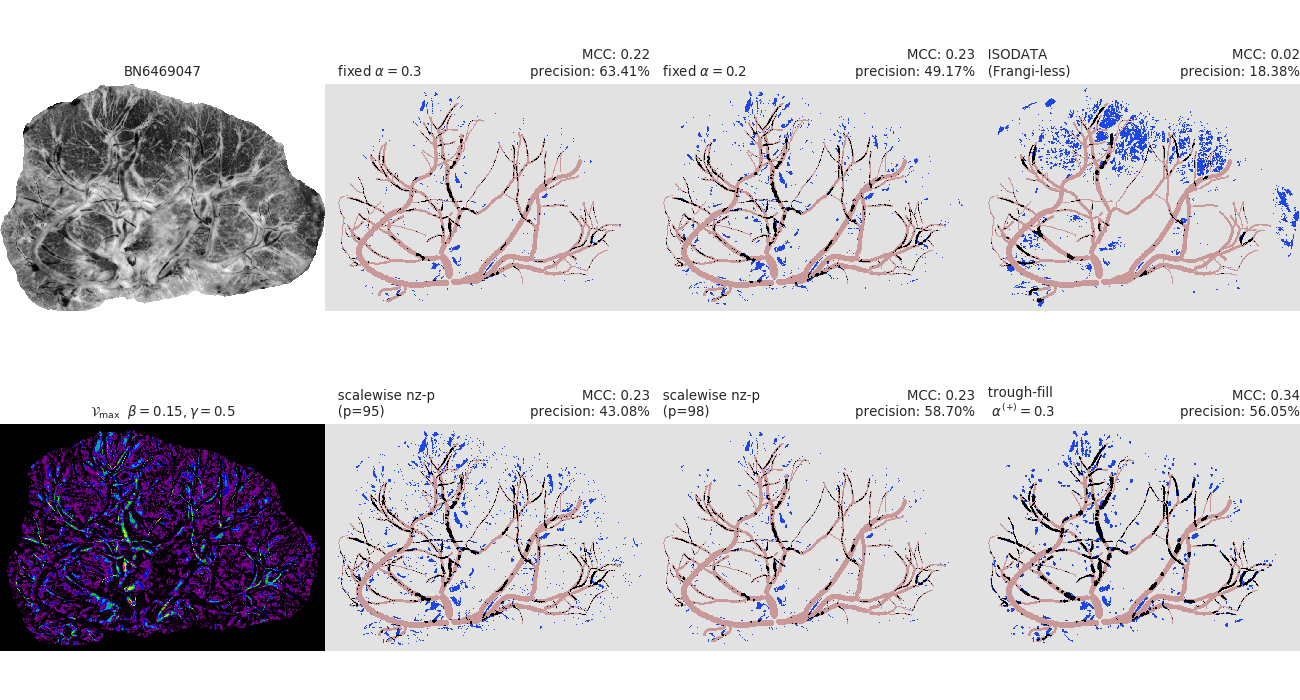 BN6469047
fixed α = 0.3
MCC: 0.22
precision: 63.41%
fixed α = 0.2
MCC: 0.23
precision: 49.17%
ISODATA
(Frangi-less)
MCC: 0.02
precision: 18.38%
𝒱max β = 0.15, γ = 0.5
scalewise nz-p
(p=95)
MCC: 0.23
precision: 43.08%
scalewise nz-p
(p=98)
MCC: 0.23
precision: 58.70%
trough-fill
α(+) = 0.3
MCC: 0.34
precision: 56.05%